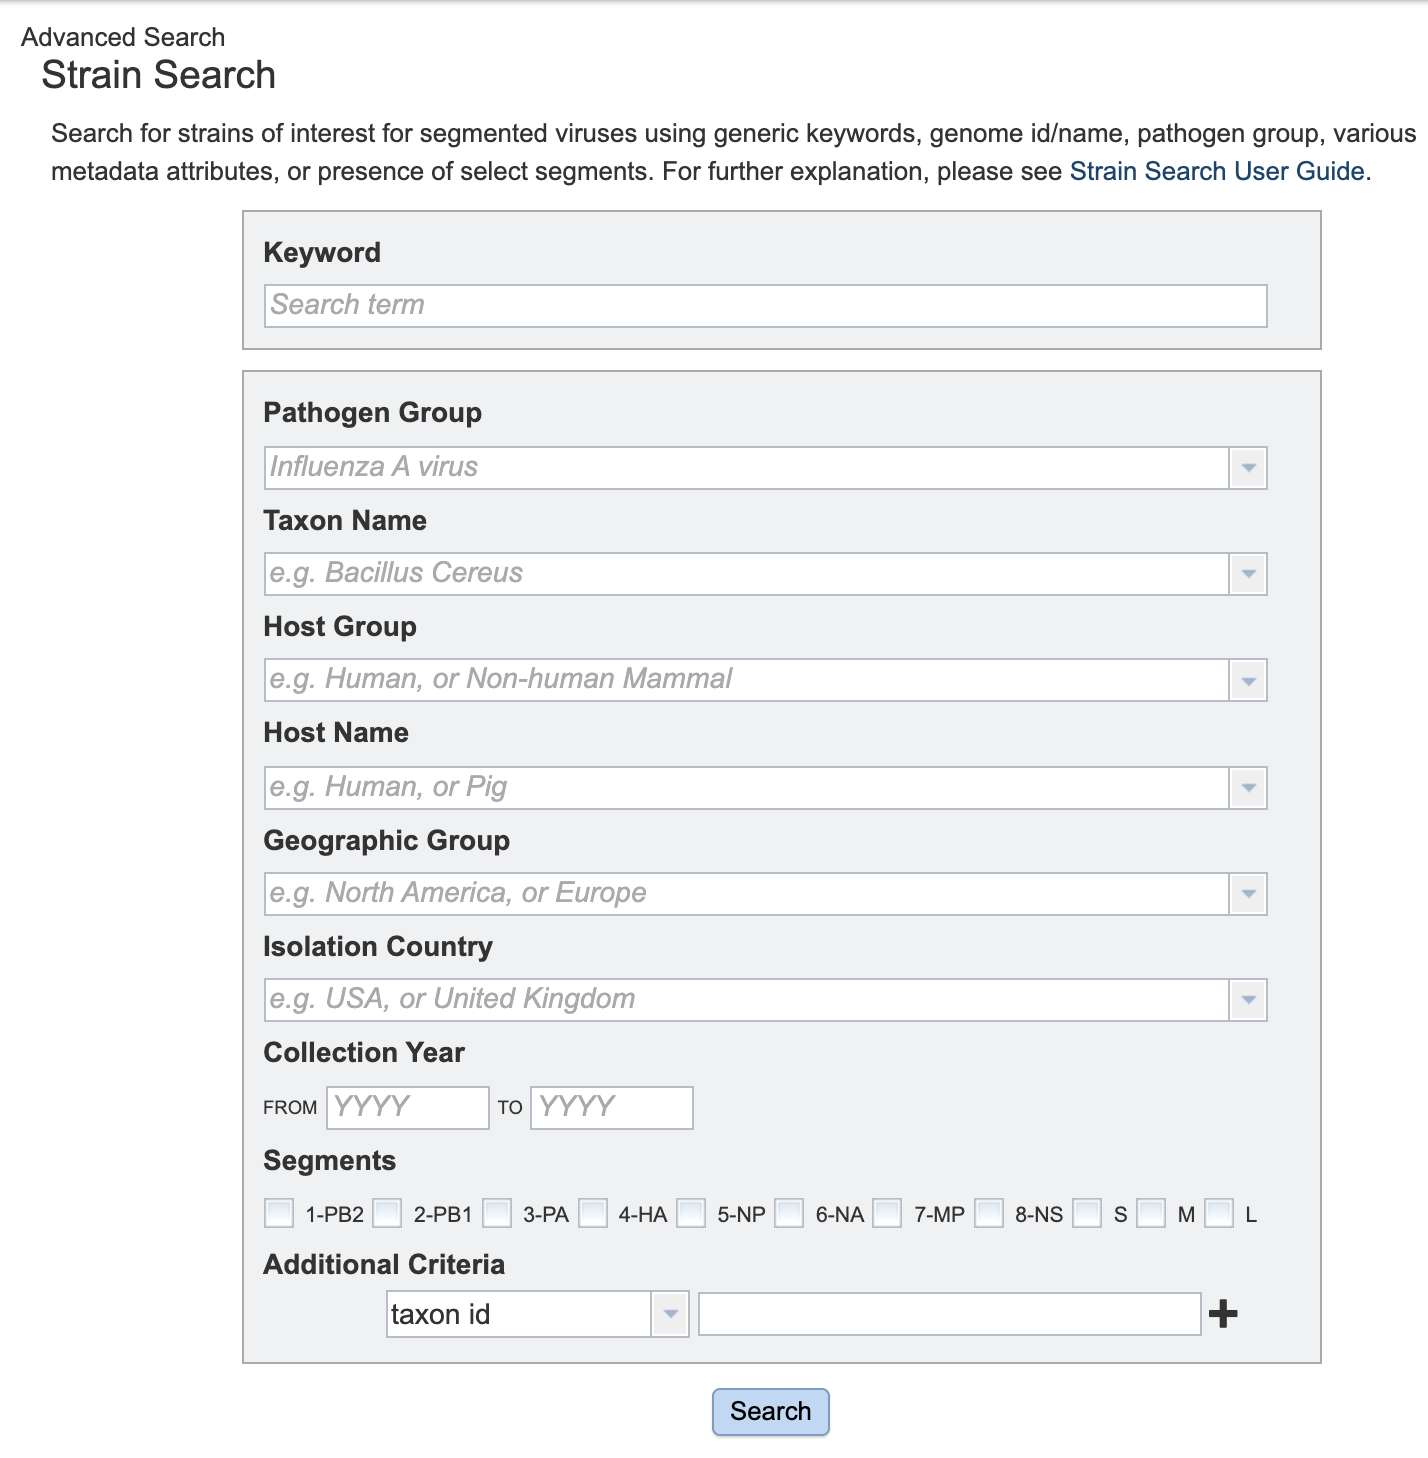 Advanced Search
Strain Search
Search for strains of interest for segmented viruses using generic keywords, genome id/name, pathogen group, various
metadata attributes, or presence of select segments. For further explanation, please see Strain Search User Guide.
Keyword
Search term
Pathogen Group
Influenza A virus
Taxon Name
e.g. Bacillus Cereus
Host Group
e.g. Human, or Non-human Mammal
Host Name
e.g. Human, or Pig
Geographic Group
e.g. North America, or Europe
Isolation Country
e.g. USA, or United Kingdom
Collection Year
FROM YYYY TO YYYY
Segments
1-PB2 2-PB1 3-PA 4-HA 5-NP 6-NA 7-MP 8-NS S M L
Additional Criteria
taxon id
Search